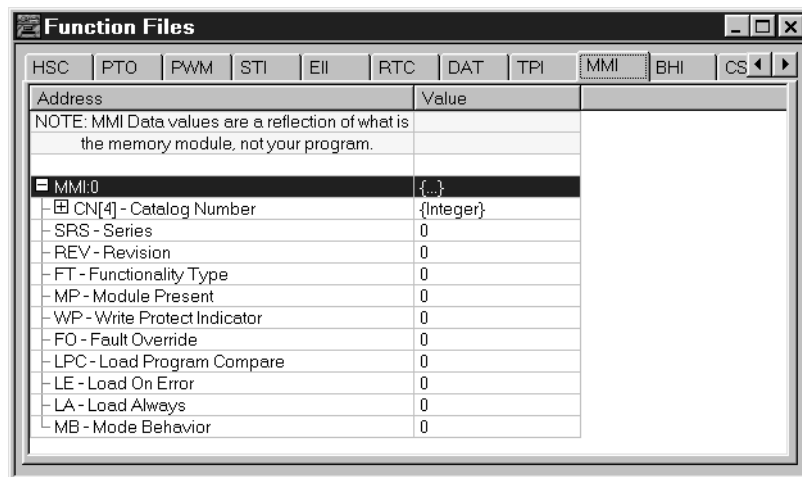 Function Files
HSC PTO PWM STI EII RTC DAT TPI MMI BHI CS
Address Value
NOTE: MMI Data values are a reflection of what is
the memory module, not your program.
MMI:0 {...}
CN[4] - Catalog Number {Integer}
SRS - Series 0
REV - Revision 0
FT - Functionality Type 0
MP - Module Present 0
WP - Write Protect Indicator 0
FO - Fault Override 0
LPC - Load Program Compare 0
LE - Load On Error 0
LA - Load Always 0
MB - Mode Behavior 0